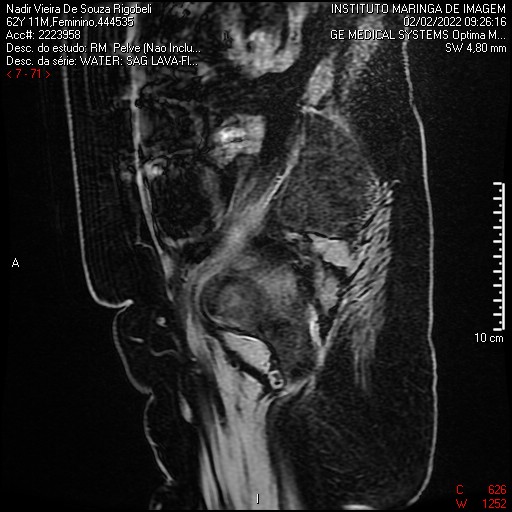 Nadir Vieira De Souza Rigobeli
62Y 11M,Feminino,444535
Acc#: 2223958
Desc. do estudo: RM  Pelve (Nao Inclu...
Desc. da série: WATER: SAG LAVA-Fl...
< 7 - 71 >
INSTITUTO MARINGA DE IMAGEM
02/02/2022 09:26:16
GE MEDICAL SYSTEMS Optima M...
SW 4,80 mm
A
10 cm
I
C 626
W 1252